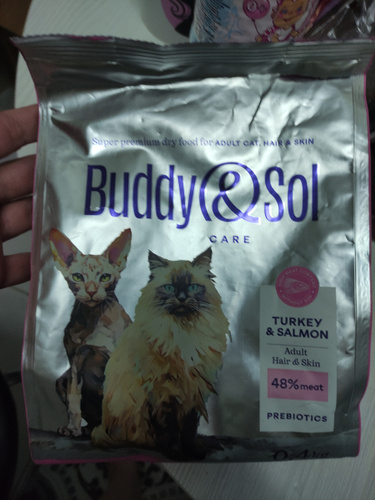 Super premium dry food for ADULT CAT, HAIR & SKIN
Buddy & Sol
CARE
TURKEY
& SALMON
Adult
Hair & Skin
48% meat
PREBIOTICS